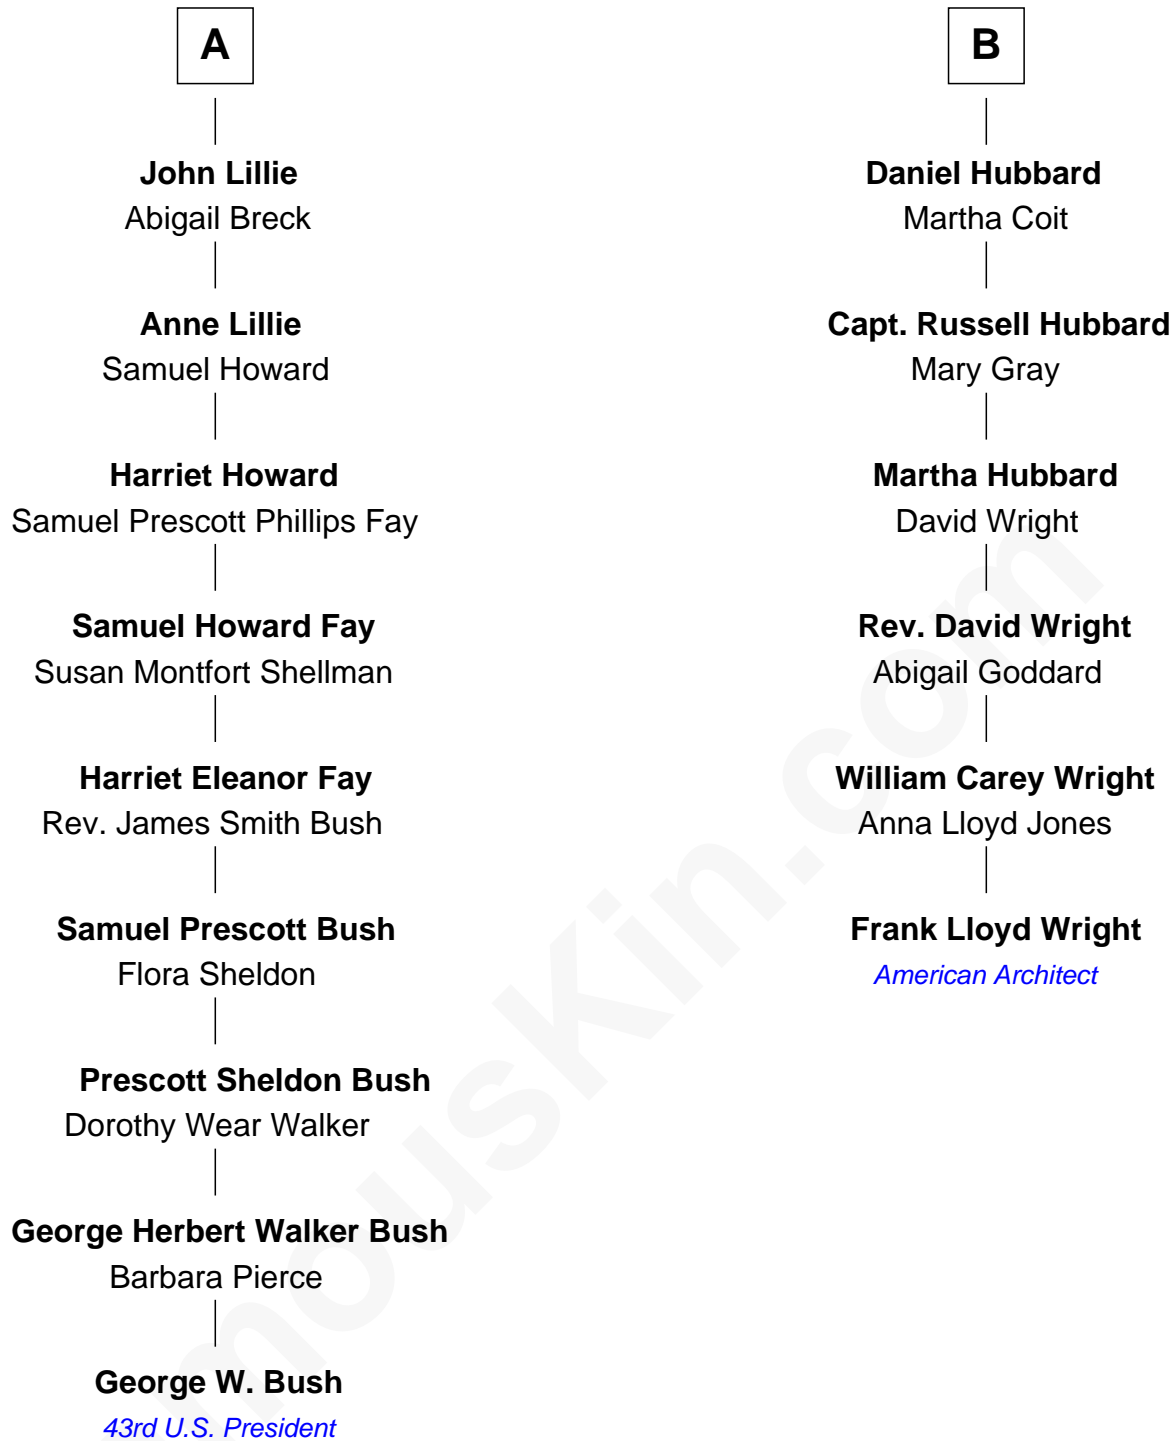 A
John Lillie
Abigail Breck
Anne Lillie
Samuel Howard
Harriet Howard
Samuel Prescott Phillips Fay
Samuel Howard Fay
Susan Montfort Shellman
Harriet Eleanor Fay
Rev. James Smith Bush
Samuel Prescott Bush
Flora Sheldon
Prescott Sheldon Bush
Dorothy Wear Walker
George Herbert Walker Bush
Barbara Pierce
George W. Bush
43rd U.S. President
B
Daniel Hubbard
Martha Coit
Capt. Russell Hubbard
Mary Gray
Martha Hubbard
David Wright
Rev. David Wright
Abigail Goddard
William Carey Wright
Anna Lloyd Jones
Frank Lloyd Wright
American Architect
mouskin.com